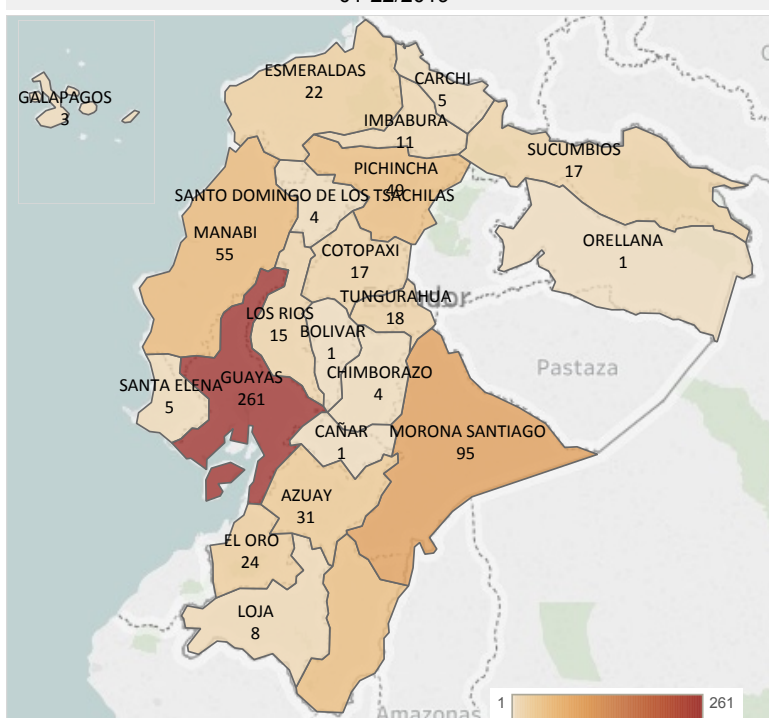 GALAPAGOS
3
ESMERALDAS
22
CARCHI
5
IMBABURA
11
SUCUMBIOS
17
PICHINCHA
49
SANTO DOMINGO DE LOS TSACHILAS
4
MANABI
55
COTOPAXI
17
ORELLANA
1
TUNGURAHUA
18
LOS RIOS
15
BOLIVAR
1
Pastaza
CHIMBORAZO
4
SANTA ELENA
5
GUAYAS
261
CAÑAR
1
MORONA SANTIAGO
95
AZUAY
31
EL ORO
24
LOJA
8
Amazonas
1 261